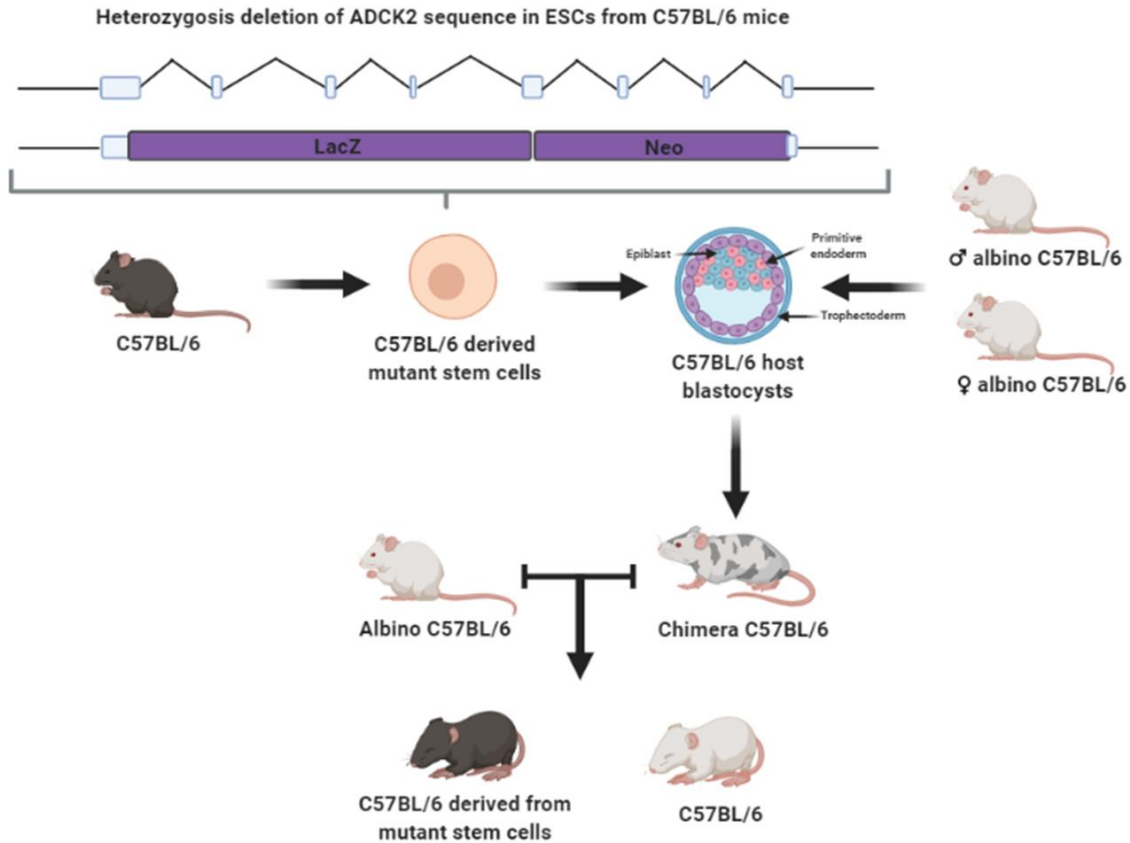 Heterozygosis deletion of ADCK2 sequence in ESCs from C57BL/6 mice
LacZ
Neo
C57BL/6
C57BL/6 derived
mutant stem cells
Epiblast
Primitive
endoderm
Trophectoderm
C57BL/6 host
blastocysts
♂ albino C57BL/6
♀ albino C57BL/6
Albino C57BL/6
Chimera C57BL/6
C57BL/6 derived from
mutant stem cells
C57BL/6